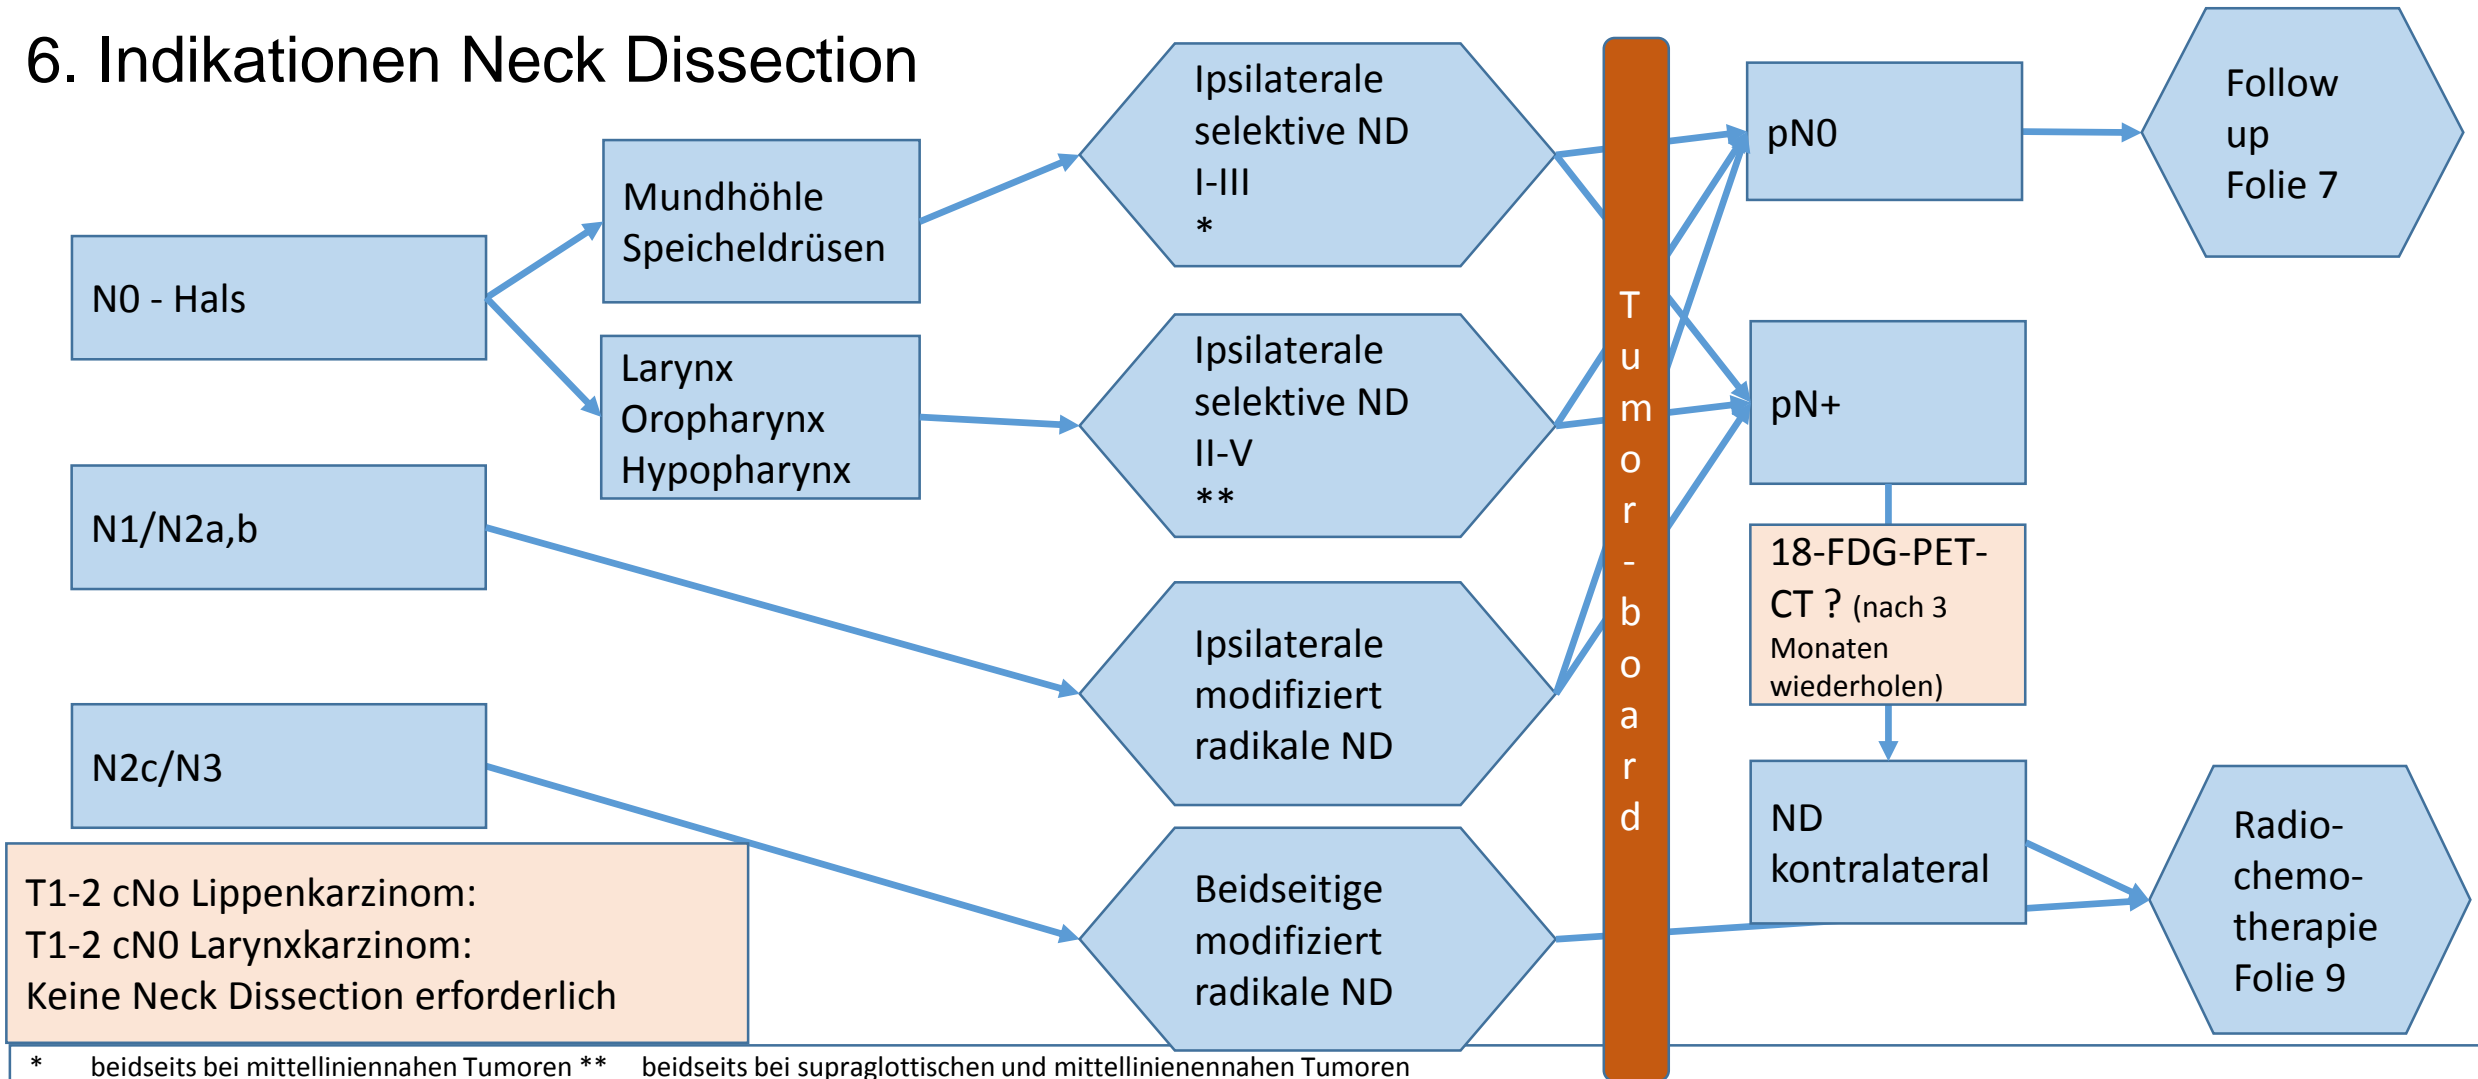 6. Indikationen Neck Dissection
N0 - Hals
N1/N2a,b
N2c/N3
Mundhöhle
Speicheldrüsen
Larynx
Oropharynx
Hypopharynx
Ipsilaterale
selektive ND
I-III
*
Ipsilaterale
selektive ND
II-V
**
Ipsilaterale
modifiziert
radikale ND
Beidseitige
modifiziert
radikale ND
T
u
m
o
r
-
b
o
a
r
d
pN0
pN+
18-FDG-PET-
CT ? (nach 3
Monaten
wiederholen)
ND
kontralateral
Follow
up
Folie 7
Radio-
chemo-
therapie
Folie 9
T1-2 cNo Lippenkarzinom:
T1-2 cN0 Larynxkarzinom:
Keine Neck Dissection erforderlich
* beidseits bei mittelliniennahen Tumoren ** beidseits bei supraglottischen und mittellinienennahen Tumoren